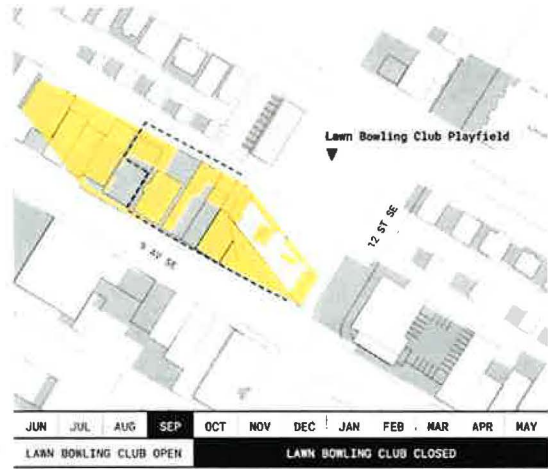 Lawn Bowling Club Playfield
12 ST SE
9 AV SE
JUN JUL AUG SEP OCT NOV DEC JAN FEB MAR APR MAY
LAWN BOWLING CLUB OPEN LAWN BOWLING CLUB CLOSED